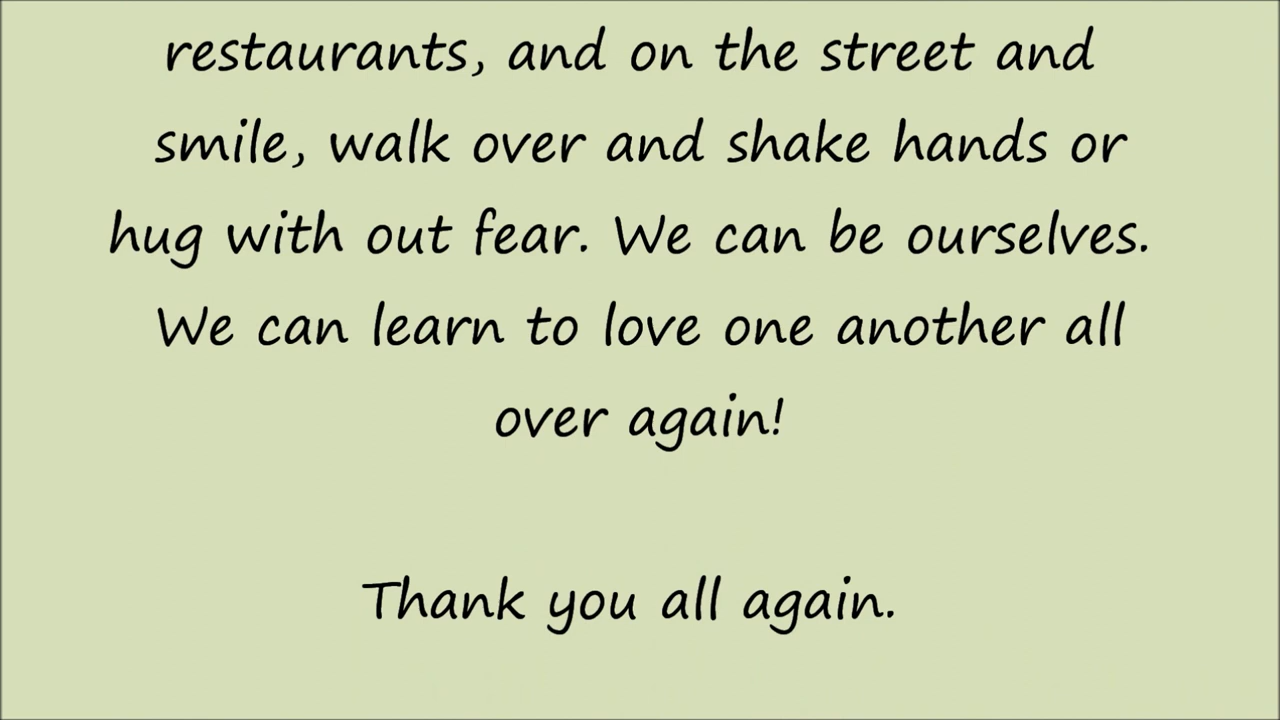 restaurants, and on the street and
smile, walk over and shake hands or
hug with out fear. We can be ourselves.
We can learn to love one another all
over again!
Thank you all again.